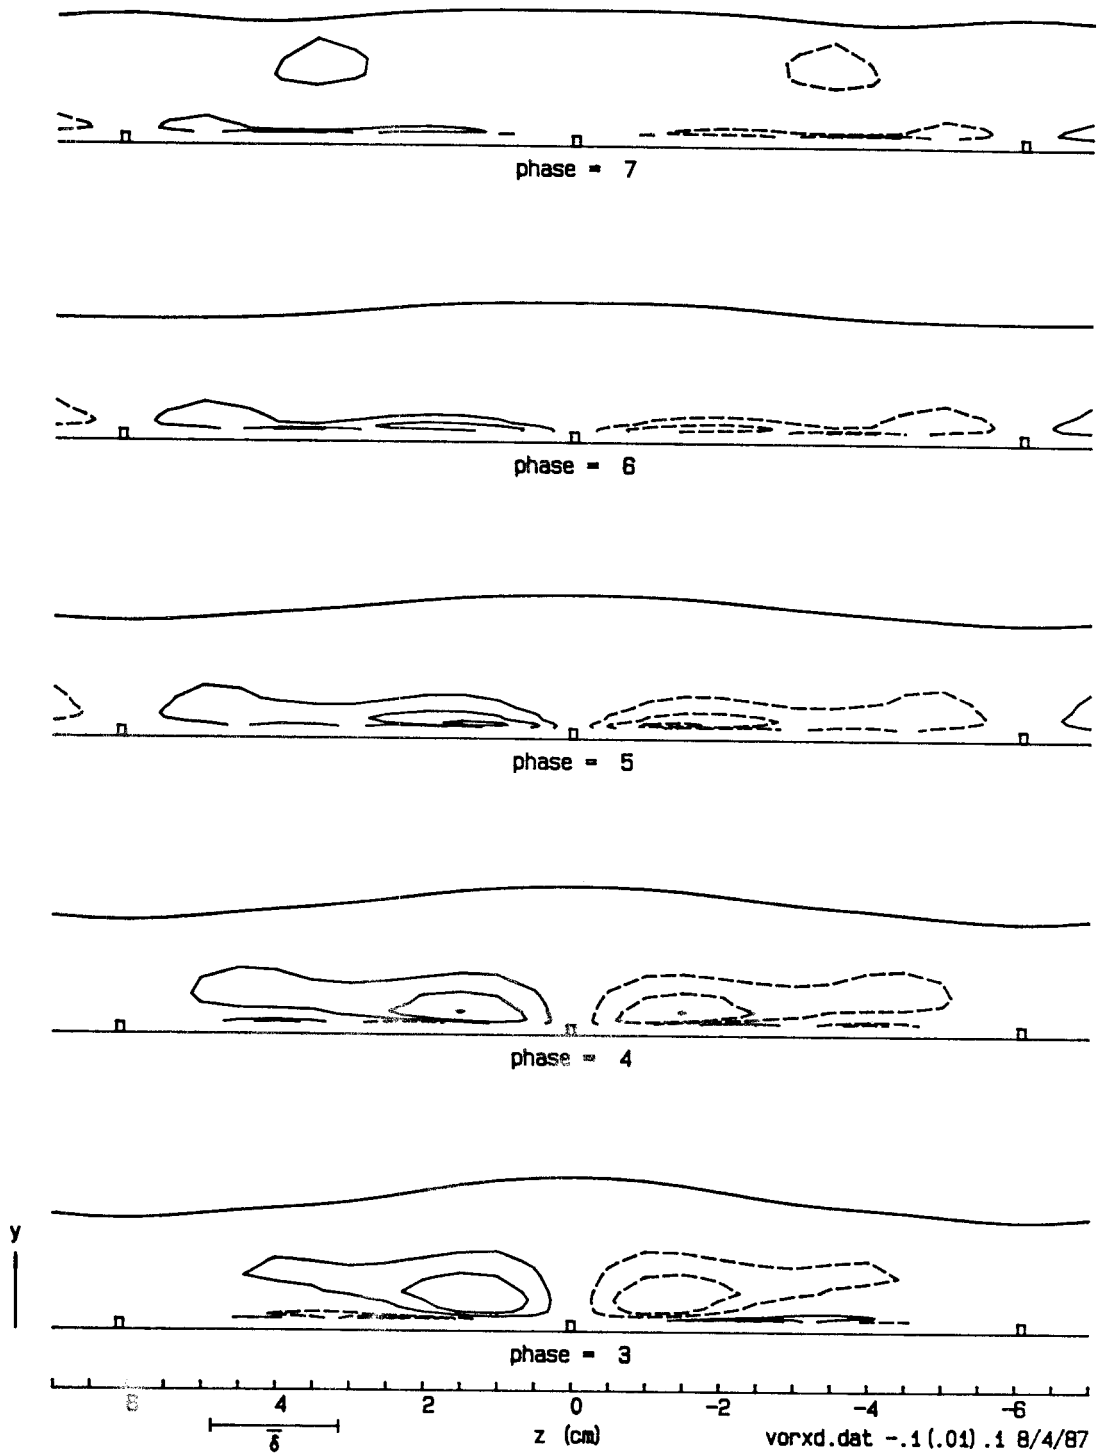 phase = 7
phase = 6
phase = 5
phase = 4
y
phase = 3
6 4 2 0 -2 -4 -6
δ̅ z (cm) vorxd.dat -.1(.01).1 8/4/87